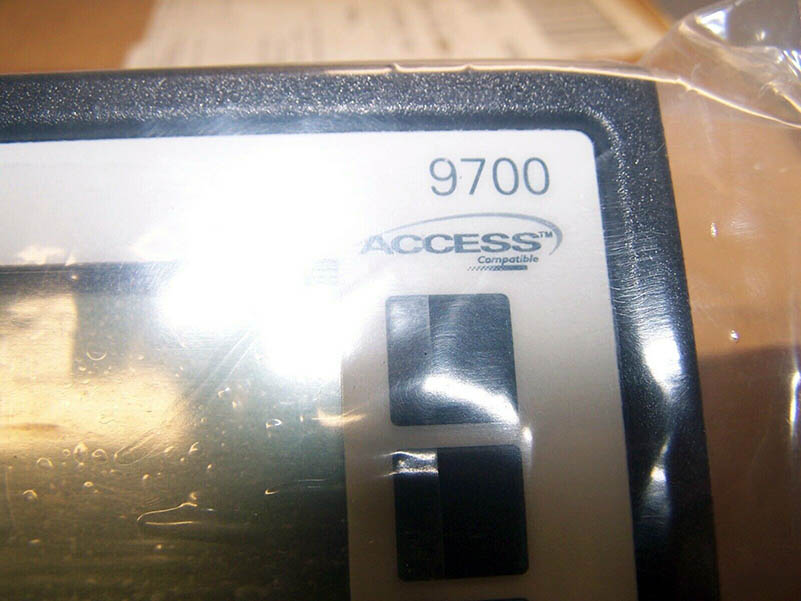 9700
ACCESS™
Compatible